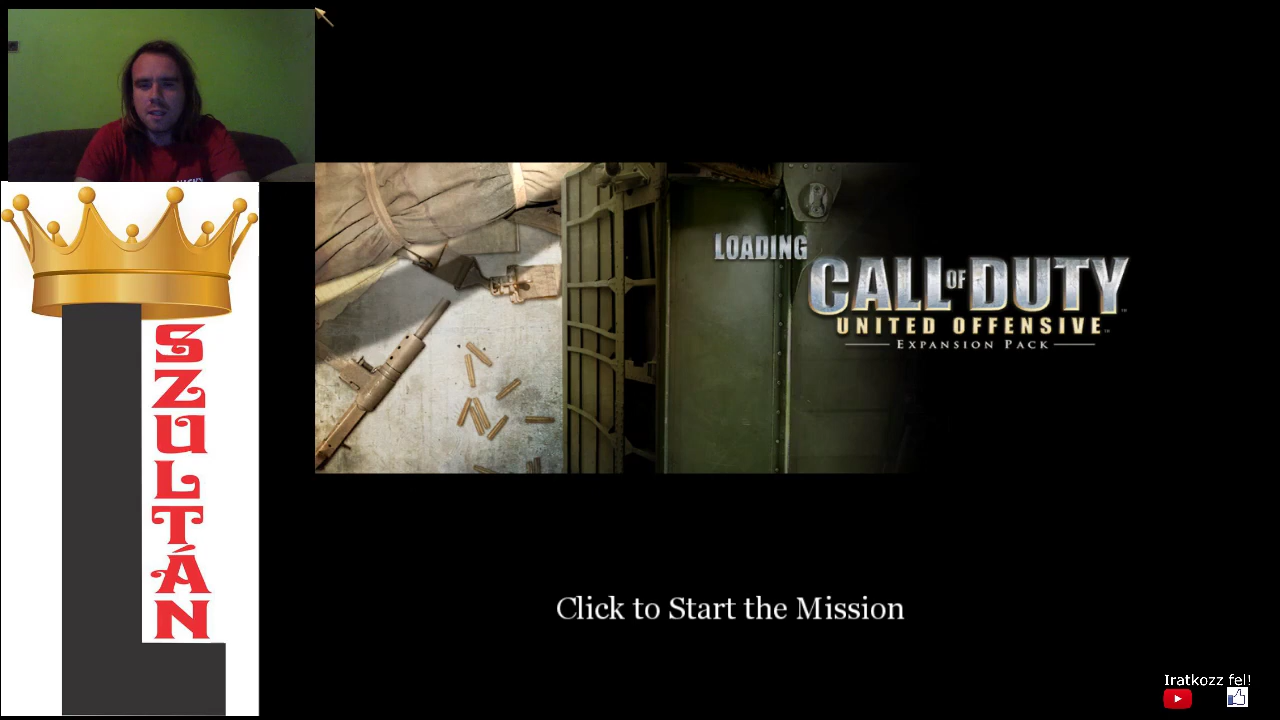 L
SZULTÁN
LOADING
CALL OF DUTY
UNITED OFFENSIVE
EXPANSION PACK
Click to Start the Mission
Iratkozz fel!